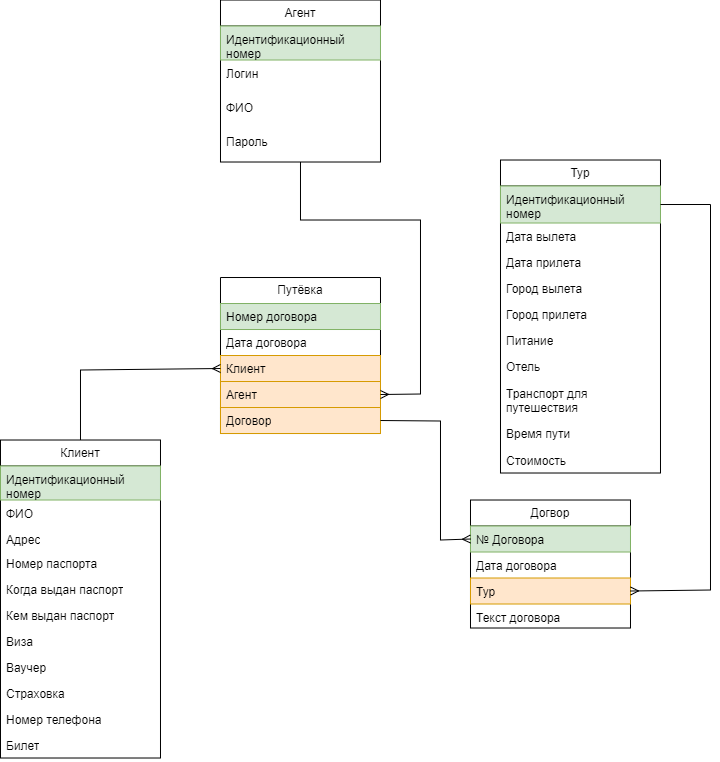 Агент
Идентификационный
номер
Логин
ФИО
Пароль
Тур
Идентификационный
номер
Дата вылета
Дата прилета
Город вылета
Город прилета
Питание
Отель
Транспорт для
путешествия
Время пути
Стоимость
Путёвка
Номер договора
Дата договора
Клиент
Агент
Договор
Клиент
Идентификационный
номер
ФИО
Адрес
Номер паспорта
Когда выдан паспорт
Кем выдан паспорт
Виза
Ваучер
Страховка
Номер телефона
Билет
Догвор
№ Договора
Дата договора
Тур
Текст договора